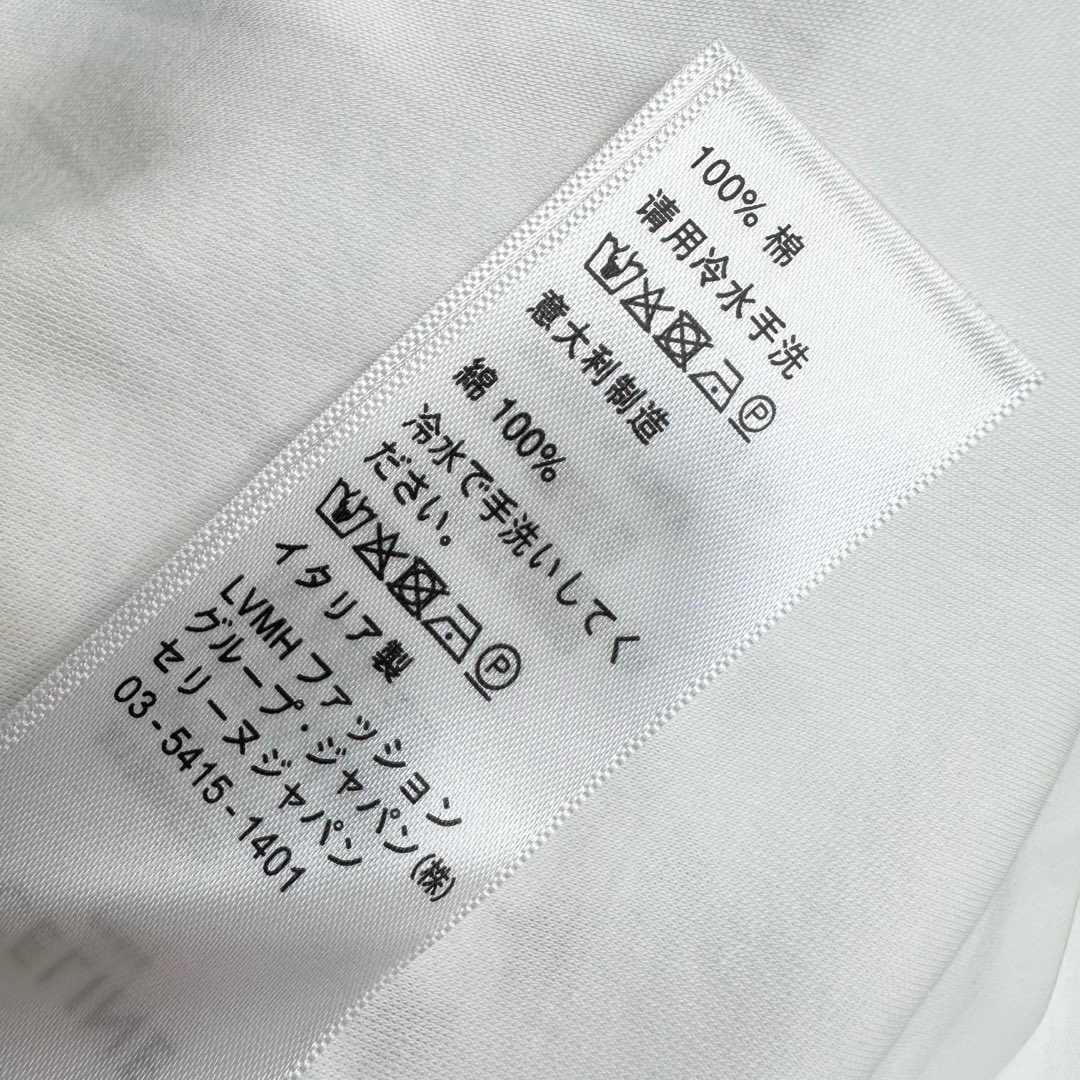 100% 棉
请用冷水手洗
P
意大利制造
綿 100%
冷水で手洗いしてく
ださい。
P
イタリア製
LVMH ファッション
グループ・ジャパン(株)
セリーヌジャパン
03-5415-1401